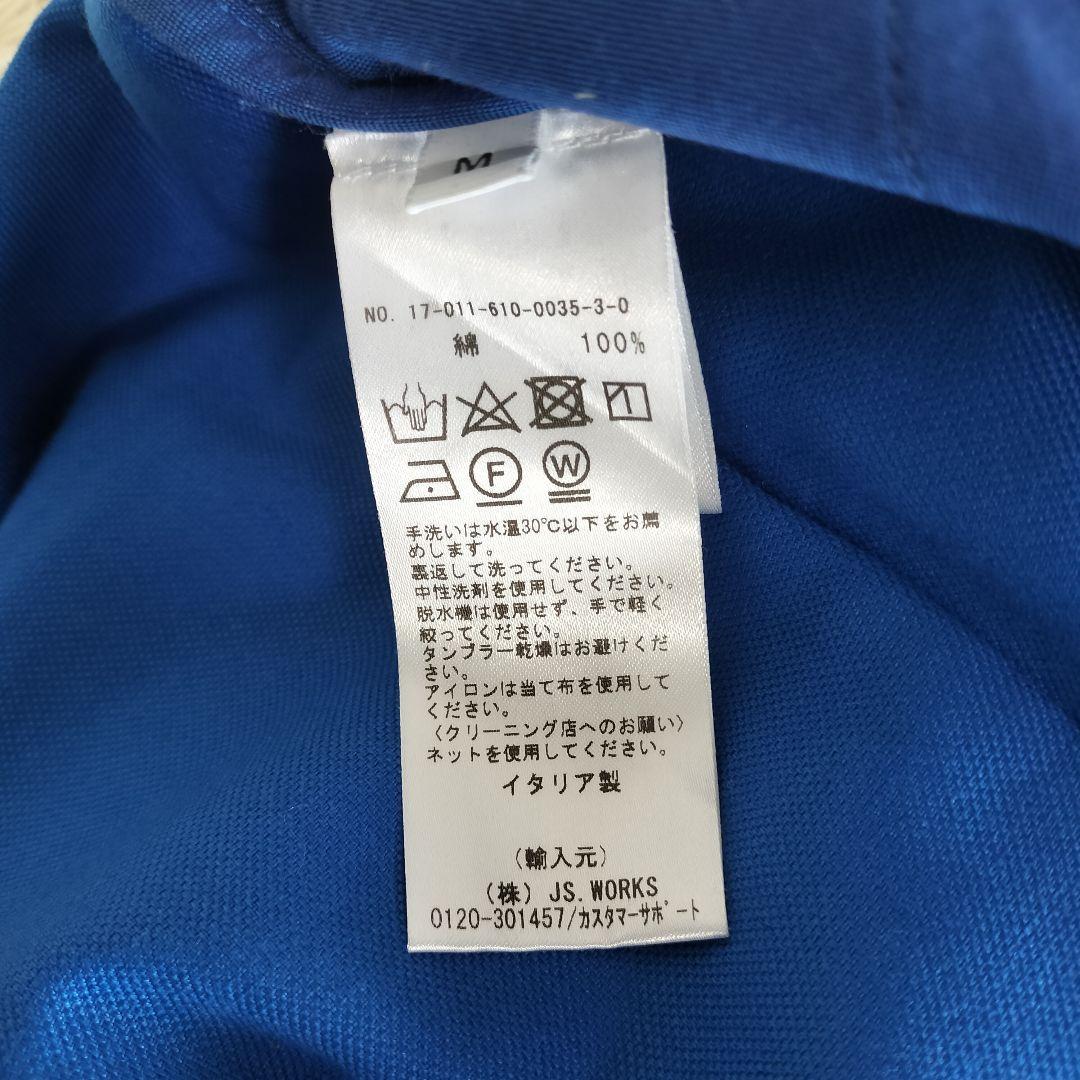 M
NO. 17-011-610-0035-3-0
綿 100%
F W
手洗いは水温30℃以下をお薦
めします。
裏返して洗ってください。
中性洗剤を使用してください。
脱水機は使用せず、手で軽く
絞ってください。
タンブラー乾燥はお避けくだ
さい。
アイロンは当て布を使用して
ください。
〈クリーニング店へのお願い〉
ネットを使用してください。
イタリア製
(輸入元)
(株) JS.WORKS
0120-301457/ｶｽﾀﾏｰｻﾎﾟｰﾄ